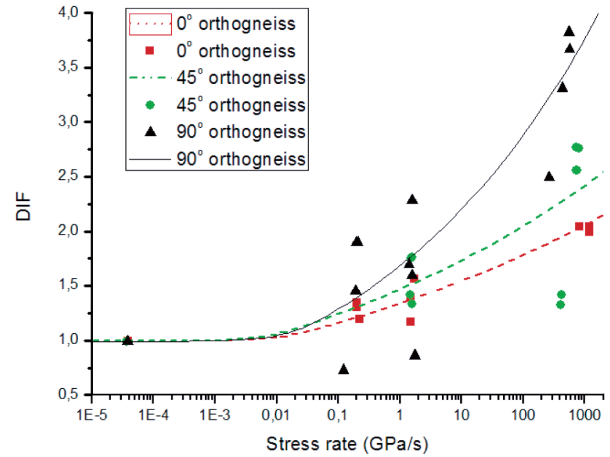 4,0
3,5
3,0
2,5
2,0
1,5
1,0
0,5
DIF
0° orthogneiss
0° orthogneiss
45° orthogneiss
45° orthogneiss
90° orthogneiss
90° orthogneiss
1E-5 1E-4 1E-3 0,01 0,1 1 10 100 1000
Stress rate (GPa/s)